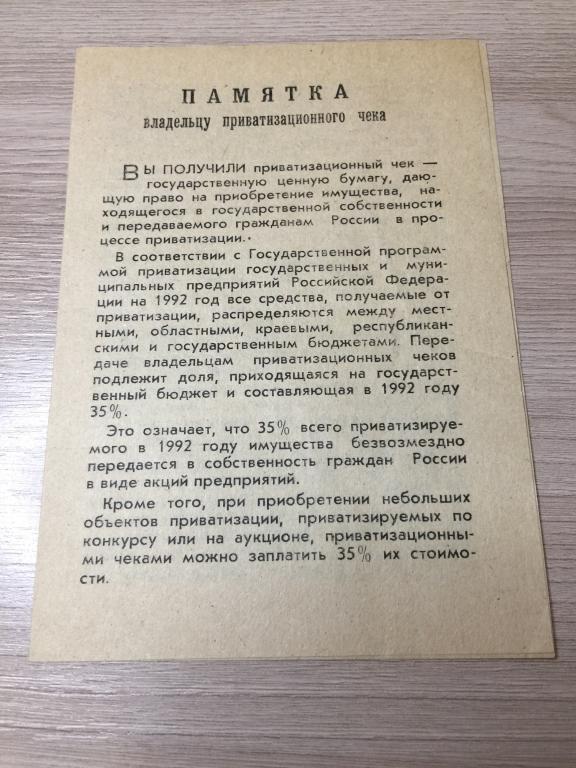 ПАМЯТКА
владельцу приватизационного чека
ВЫ ПОЛУЧИЛИ приватизационный чек —
государственную ценную бумагу, даю-
щую право на приобретение имущества, на-
ходящегося в государственной собственности
и передаваемого гражданам России в про-
цессе приватизации.
В соответствии с Государственной програм-
мой приватизации государственных и муни-
ципальных предприятий Российской Федера-
ции на 1992 год все средства, получаемые от
приватизации, распределяются между мест-
ными, областными, краевыми, республикан-
скими и государственным бюджетами. Пере-
даче владельцам приватизационных чеков
подлежит доля, приходящаяся на государст-
венный бюджет и составляющая в 1992 году
35%.
Это означает, что 35% всего приватизируе-
мого в 1992 году имущества безвозмездно
передается в собственность граждан России
в виде акций предприятий.
Кроме того, при приобретении небольших
объектов приватизации, приватизируемых по
конкурсу или на аукционе, приватизационны-
ми чеками можно заплатить 35% их стоимо-
сти.